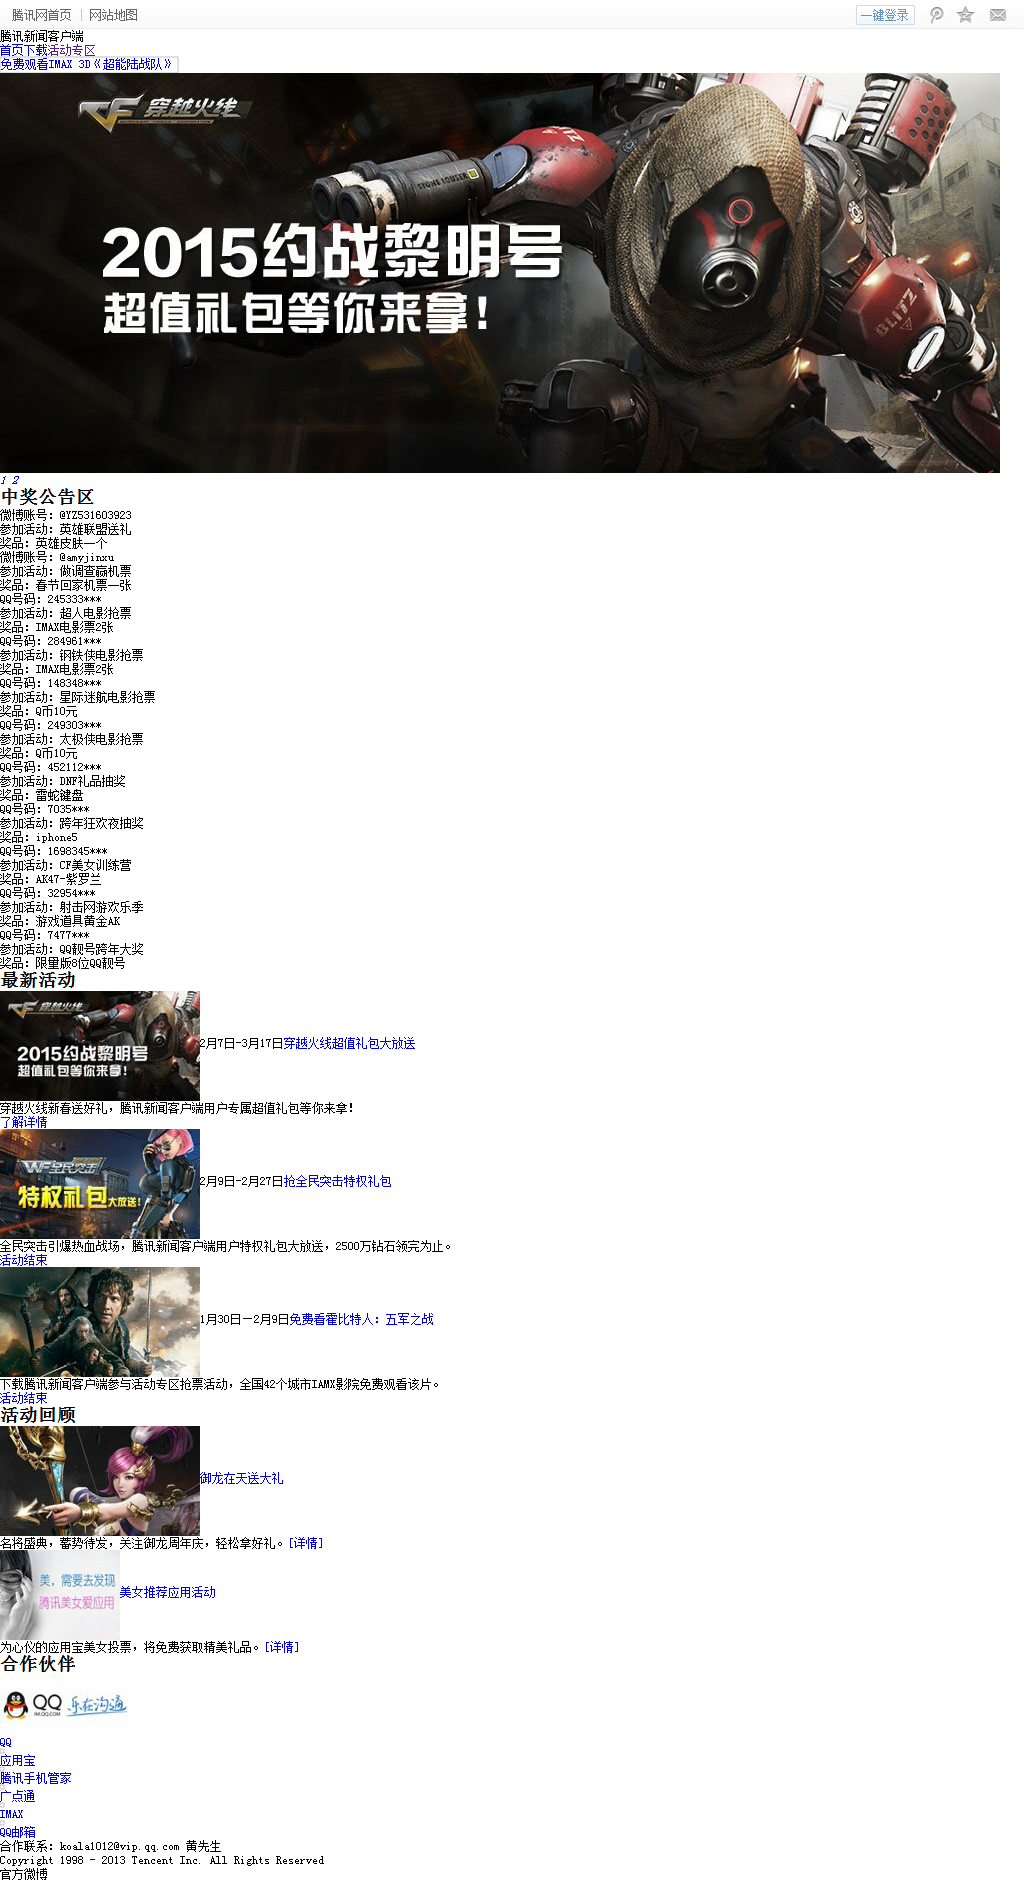 腾讯网首页 网站地图 一键登录
腾讯新闻客户端
首页下载活动专区
免费观看IMAX 3D《超能陆战队》
CF 穿越火线
STONE LOUSER
BLITZ
2015约战黎明号
超值礼包等你来拿！
BLITZ
1 2
中奖公告区
微博账号：@YZ531603923
参加活动：英雄联盟送礼
奖品：英雄皮肤一个
微博账号：@amyjinxu
参加活动：做调查赢机票
奖品：春节回家机票一张
QQ号码：245333***
参加活动：超人电影抢票
奖品：IMAX电影票2张
QQ号码：284961***
参加活动：钢铁侠电影抢票
奖品：IMAX电影票2张
QQ号码：148348***
参加活动：星际迷航电影抢票
奖品：Q币10元
QQ号码：249303***
参加活动：太极侠电影抢票
奖品：Q币10元
QQ号码：452112***
参加活动：DNF礼品抽奖
奖品：雷蛇键盘
QQ号码：7035***
参加活动：跨年狂欢夜抽奖
奖品：iphone5
QQ号码：1698345***
参加活动：CF美女训练营
奖品：AK47-紫罗兰
QQ号码：32954***
参加活动：射击网游欢乐季
奖品：游戏道具黄金AK
QQ号码：7477***
参加活动：QQ靓号跨年大奖
奖品：限量版8位QQ靓号
最新活动
CF 穿越火线
2015约战黎明号
超值礼包等你来拿！
2月7日-3月17日穿越火线超值礼包大放送
穿越火线新春送好礼，腾讯新闻客户端用户专属超值礼包等你来拿！
了解详情
WF全民突击
特权礼包大放送！
2月9日-2月27日抢全民突击特权礼包
全民突击引爆热血战场，腾讯新闻客户端用户特权礼包大放送，2500万钻石领完为止。
活动结束
1月30日—2月9日免费看霍比特人：五军之战
下载腾讯新闻客户端参与活动专区抢票活动，全国42个城市IAMX影院免费观看该片。
活动结束
活动回顾
御龙在天送大礼
名将盛典，蓄势待发，关注御龙周年庆，轻松拿好礼。[详情]
美，需要去发现
腾讯美女爱应用
美女推荐应用活动
为心仪的应用宝美女投票，将免费获取精美礼品。[详情]
合作伙伴
QQ 乐在沟通
IM.QQ.COM
QQ
应用宝
腾讯手机管家
广点通
IMAX
QQ邮箱
合作联系：koala1012@vip.qq.com 黄先生
Copyright 1998 - 2013 Tencent Inc. All Rights Reserved
官方微博